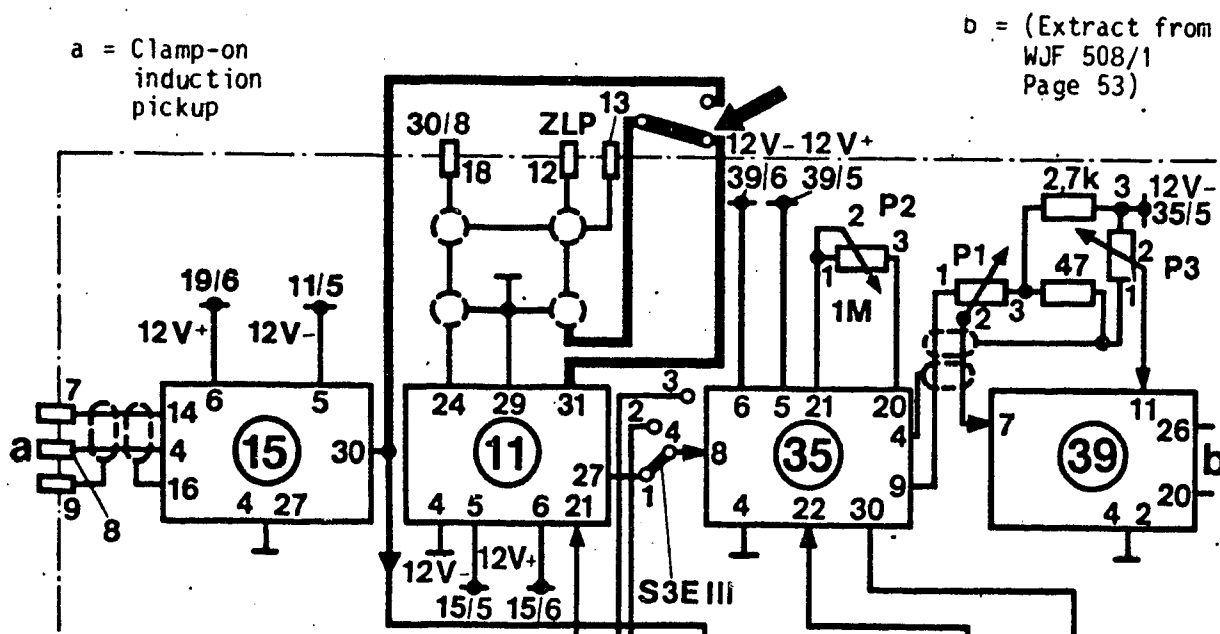 a = Clamp-on
induction
pickup
b = (Extract from
WJF 508/1
Page 53)
30/8
18
ZLP
12
13
12V- 12V+
39/6 39/5
2,7k
3
12V-
35/5
2
P2
3
1
1M
P1
1
2
3
47
2
P3
1
19/6
12V+
11/5
12V-
7
a
9
8
14
4
16
6
5
15
30
4 27
24 29 31
11
27
4 5 6 21
12V-
15/5
12V+
15/6
3
2
4
1
S3EIII
6 5 21 20
8
35
4
9
4 22 30
7
11
39
26
20
4 2
b